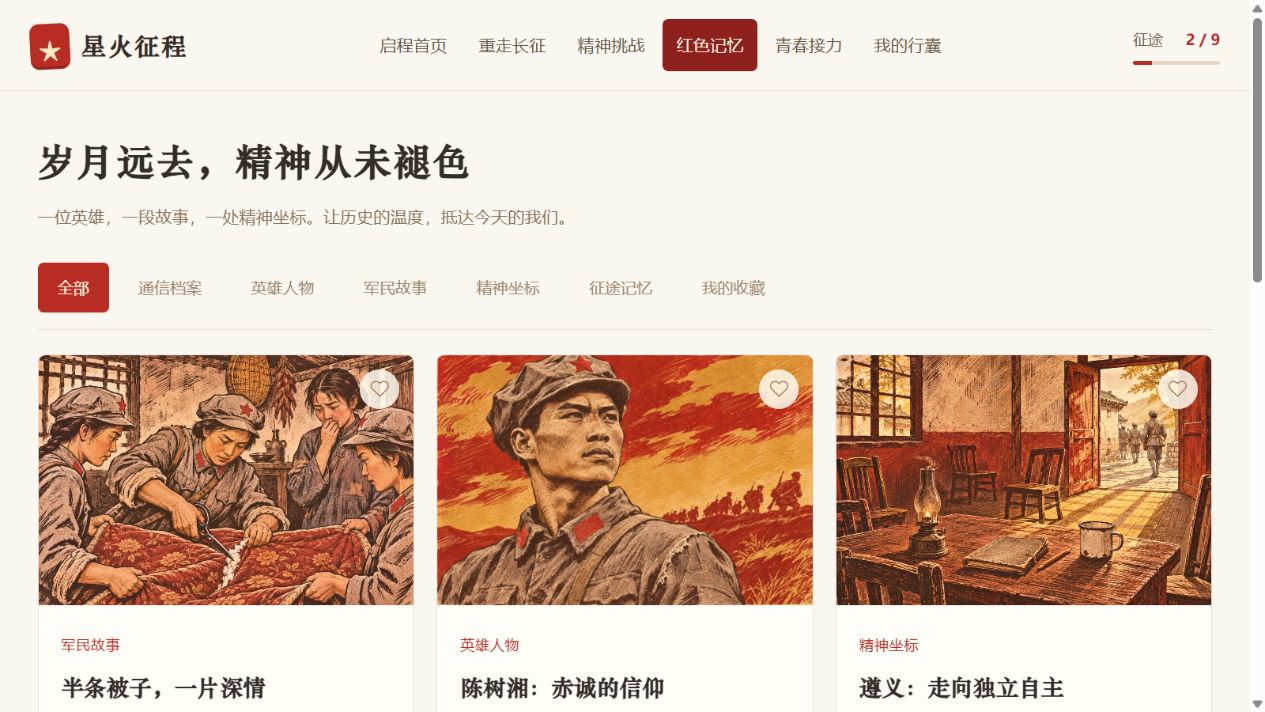 星火征程
启程首页 重走长征 精神挑战 红色记忆 青春接力 我的行囊
征途 2 / 9
岁月远去，精神从未褪色
一位英雄，一段故事，一处精神坐标。让历史的温度，抵达今天的我们。
全部 通信档案 英雄人物 军民故事 精神坐标 征途记忆 我的收藏
军民故事
半条被子，一片深情
英雄人物
陈树湘：赤诚的信仰
精神坐标
遵义：走向独立自主